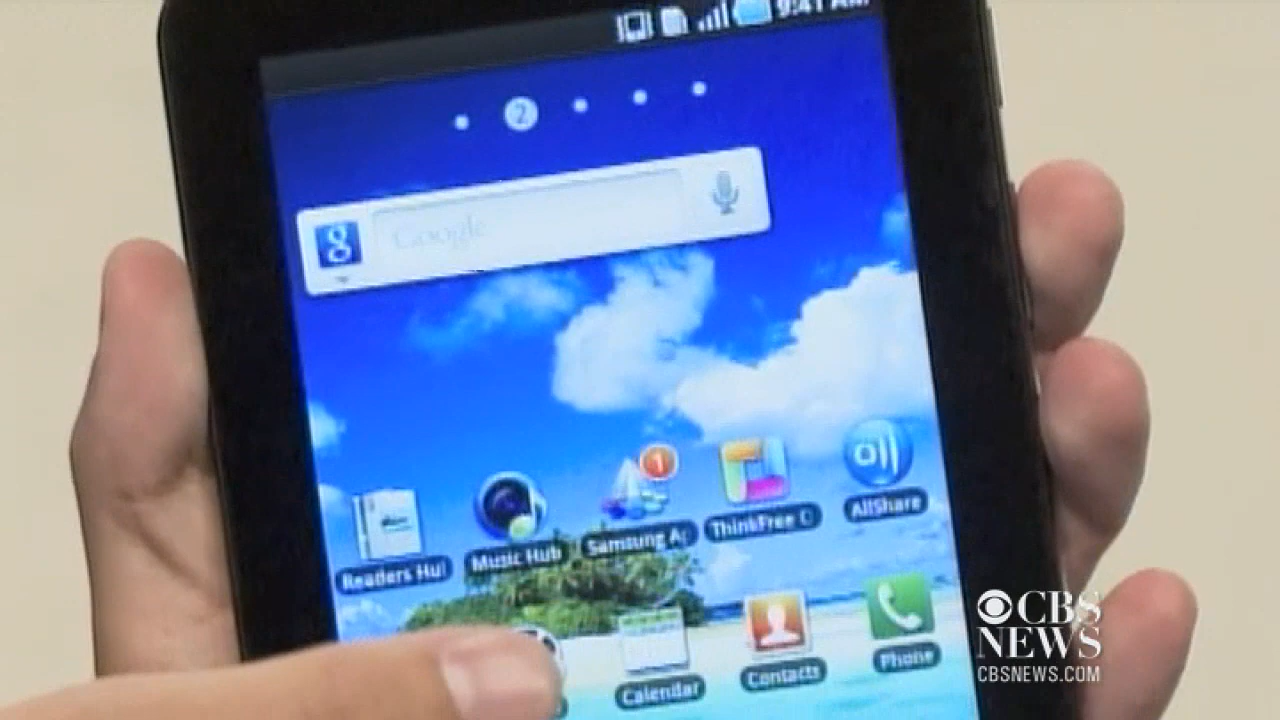 9:41 AM
2
g Google
1
all
Readers Hu
Music Hub
Samsung A
ThinkFree
AllShare
Calendar
Contacts
Phone
CBS
NEWS
CBSNEWS.COM